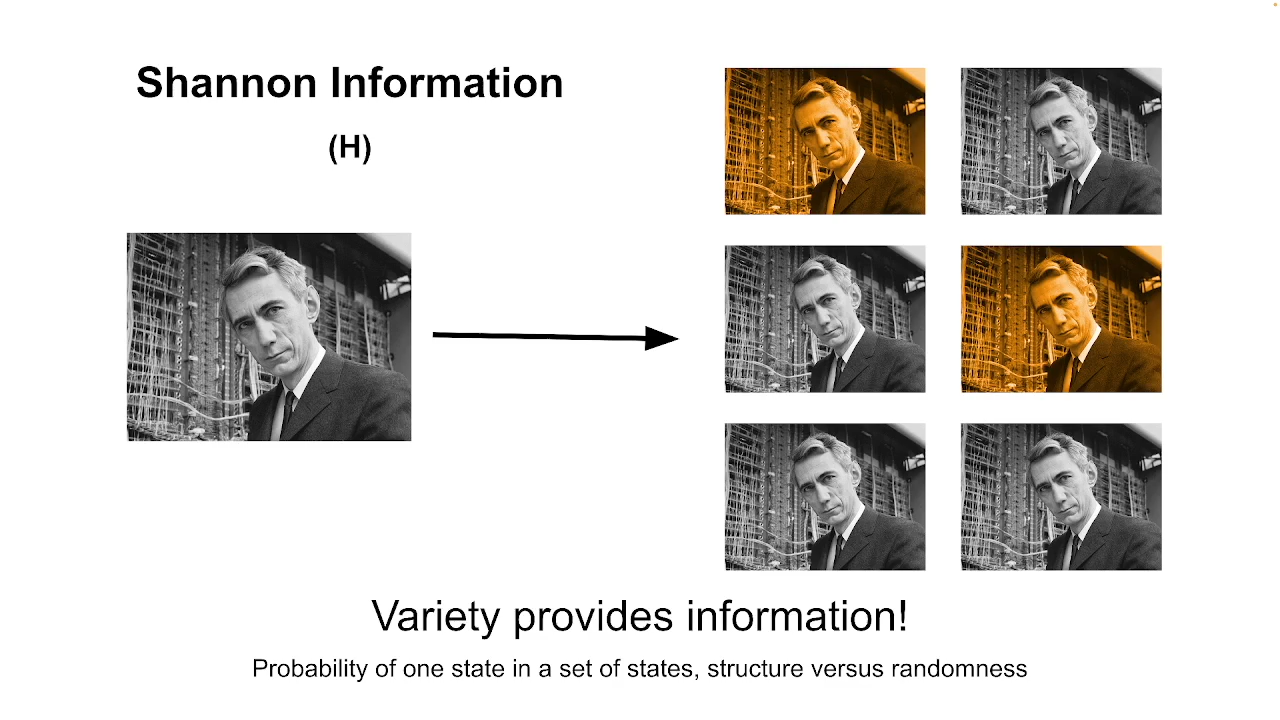 Shannon Information
(H)
Variety provides information!
Probability of one state in a set of states, structure versus randomness